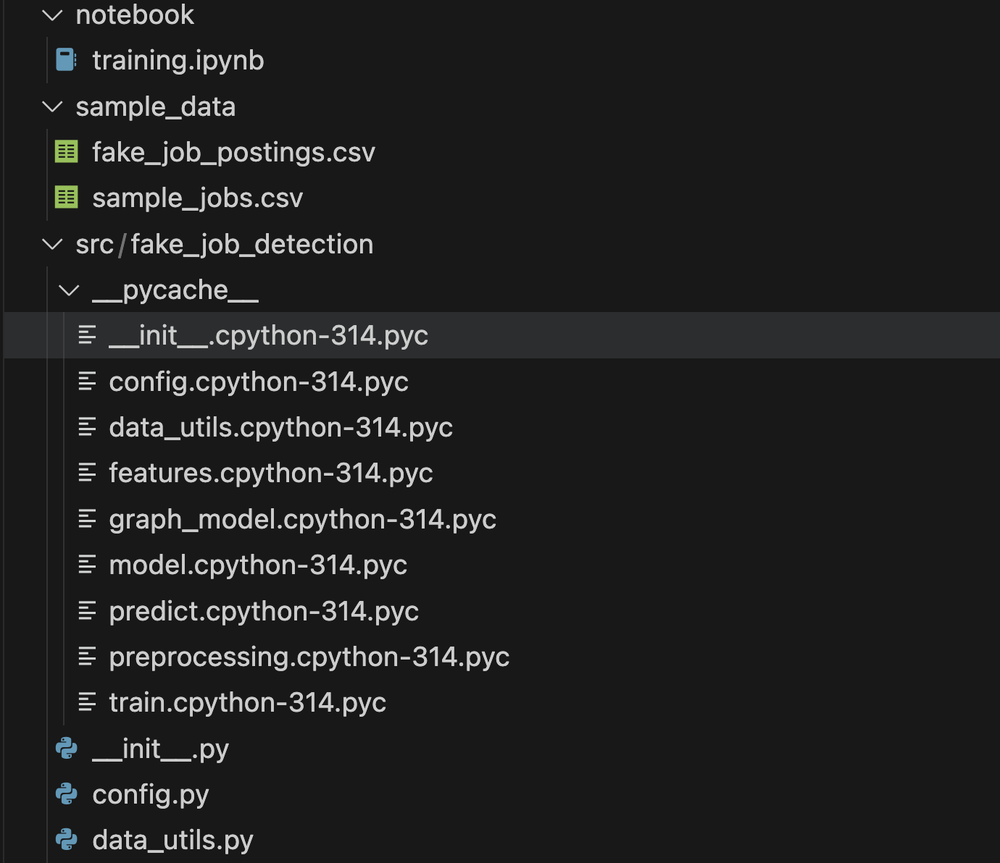 notebook
training.ipynb
sample_data
fake_job_postings.csv
sample_jobs.csv
src/fake_job_detection
__pycache__
__init__.cpython-314.pyc
config.cpython-314.pyc
data_utils.cpython-314.pyc
features.cpython-314.pyc
graph_model.cpython-314.pyc
model.cpython-314.pyc
predict.cpython-314.pyc
preprocessing.cpython-314.pyc
train.cpython-314.pyc
__init__.py
config.py
data_utils.py